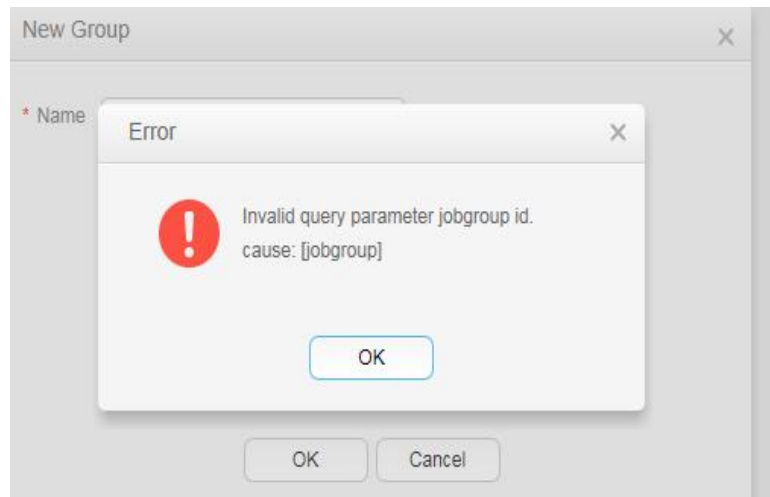 New Group
* Name
Error
Invalid query parameter jobgroup id.
cause: [jobgroup]
OK
OK Cancel